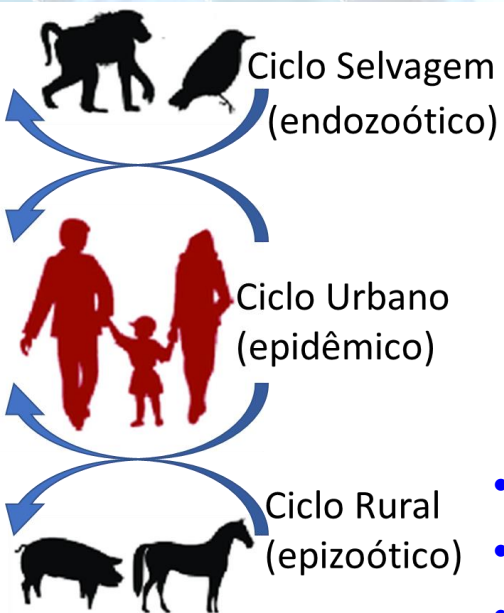 Ciclo Selvagem
(endozoótico)
Ciclo Urbano
(epidêmico)
Ciclo Rural
(epizoótico)